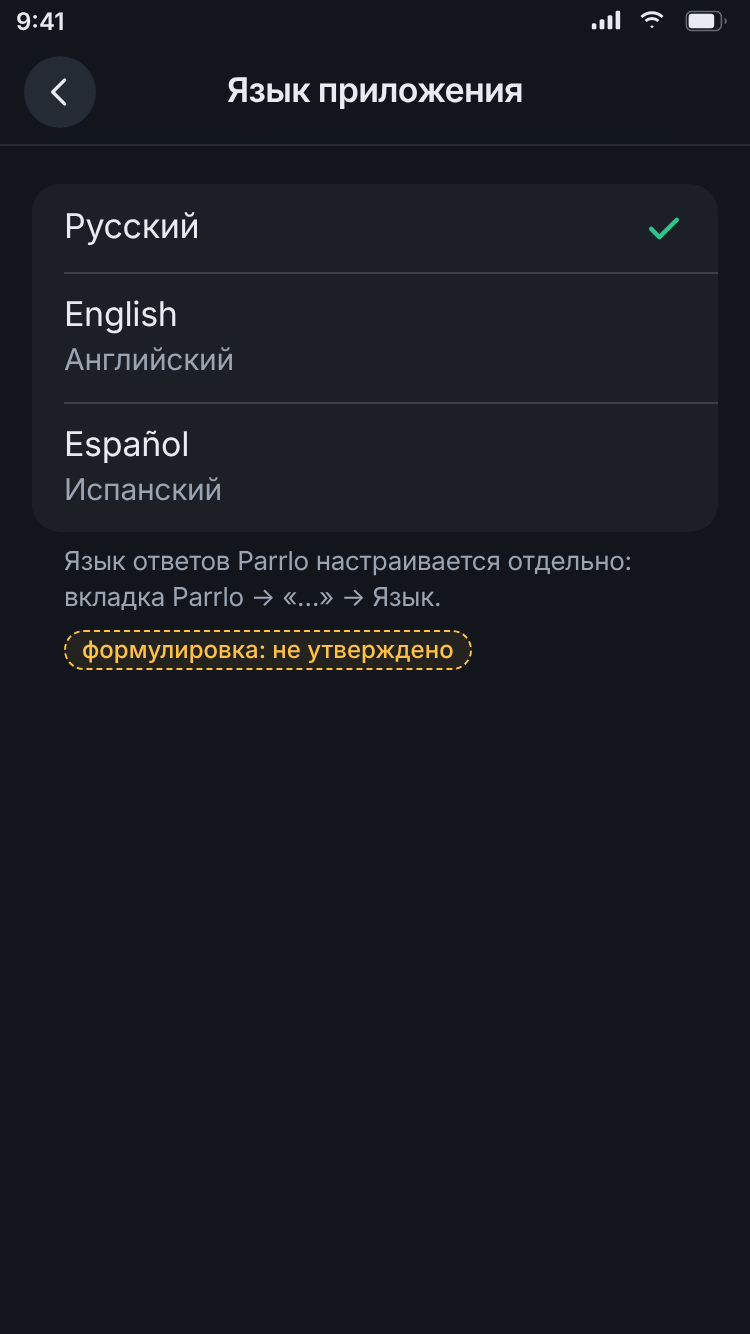 9:41
Язык приложения
Русский
English
Английский
Español
Испанский
Язык ответов Parrlo настраивается отдельно:
вкладка Parrlo → «...» → Язык.
формулировка: не утверждено